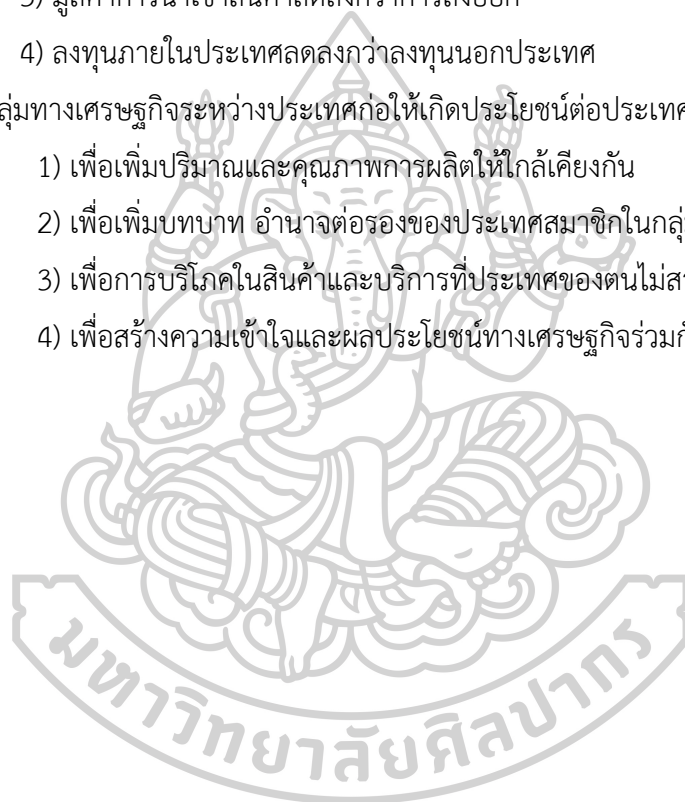 3) มูลค่าการนำเข้าสินค้าลดลงกว่าการส่งออก
4) ลงทุนภายในประเทศลดลงกว่าลงทุนนอกประเทศ
ลุ่มทางเศรษฐกิจระหว่างประเทศก่อให้เกิดประโยชน์ต่อประเทศ
1) เพื่อเพิ่มปริมาณและคุณภาพการผลิตให้ใกล้เคียงกัน
2) เพื่อเพิ่มบทบาท อำนาจต่อรองของประเทศสมาชิกในกลุ่
3) เพื่อการบริโภคในสินค้าและบริการที่ประเทศของตนไม่ส
4) เพื่อสร้างความเข้าใจและผลประโยชน์ทางเศรษฐกิจร่วมกั
มหาวิทยาลัยศิลปากร